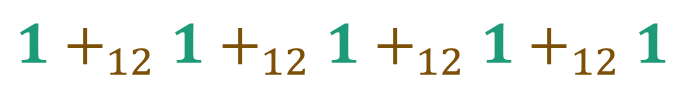 1 +₁₂ 1 +₁₂ 1 +₁₂ 1 +₁₂ 1